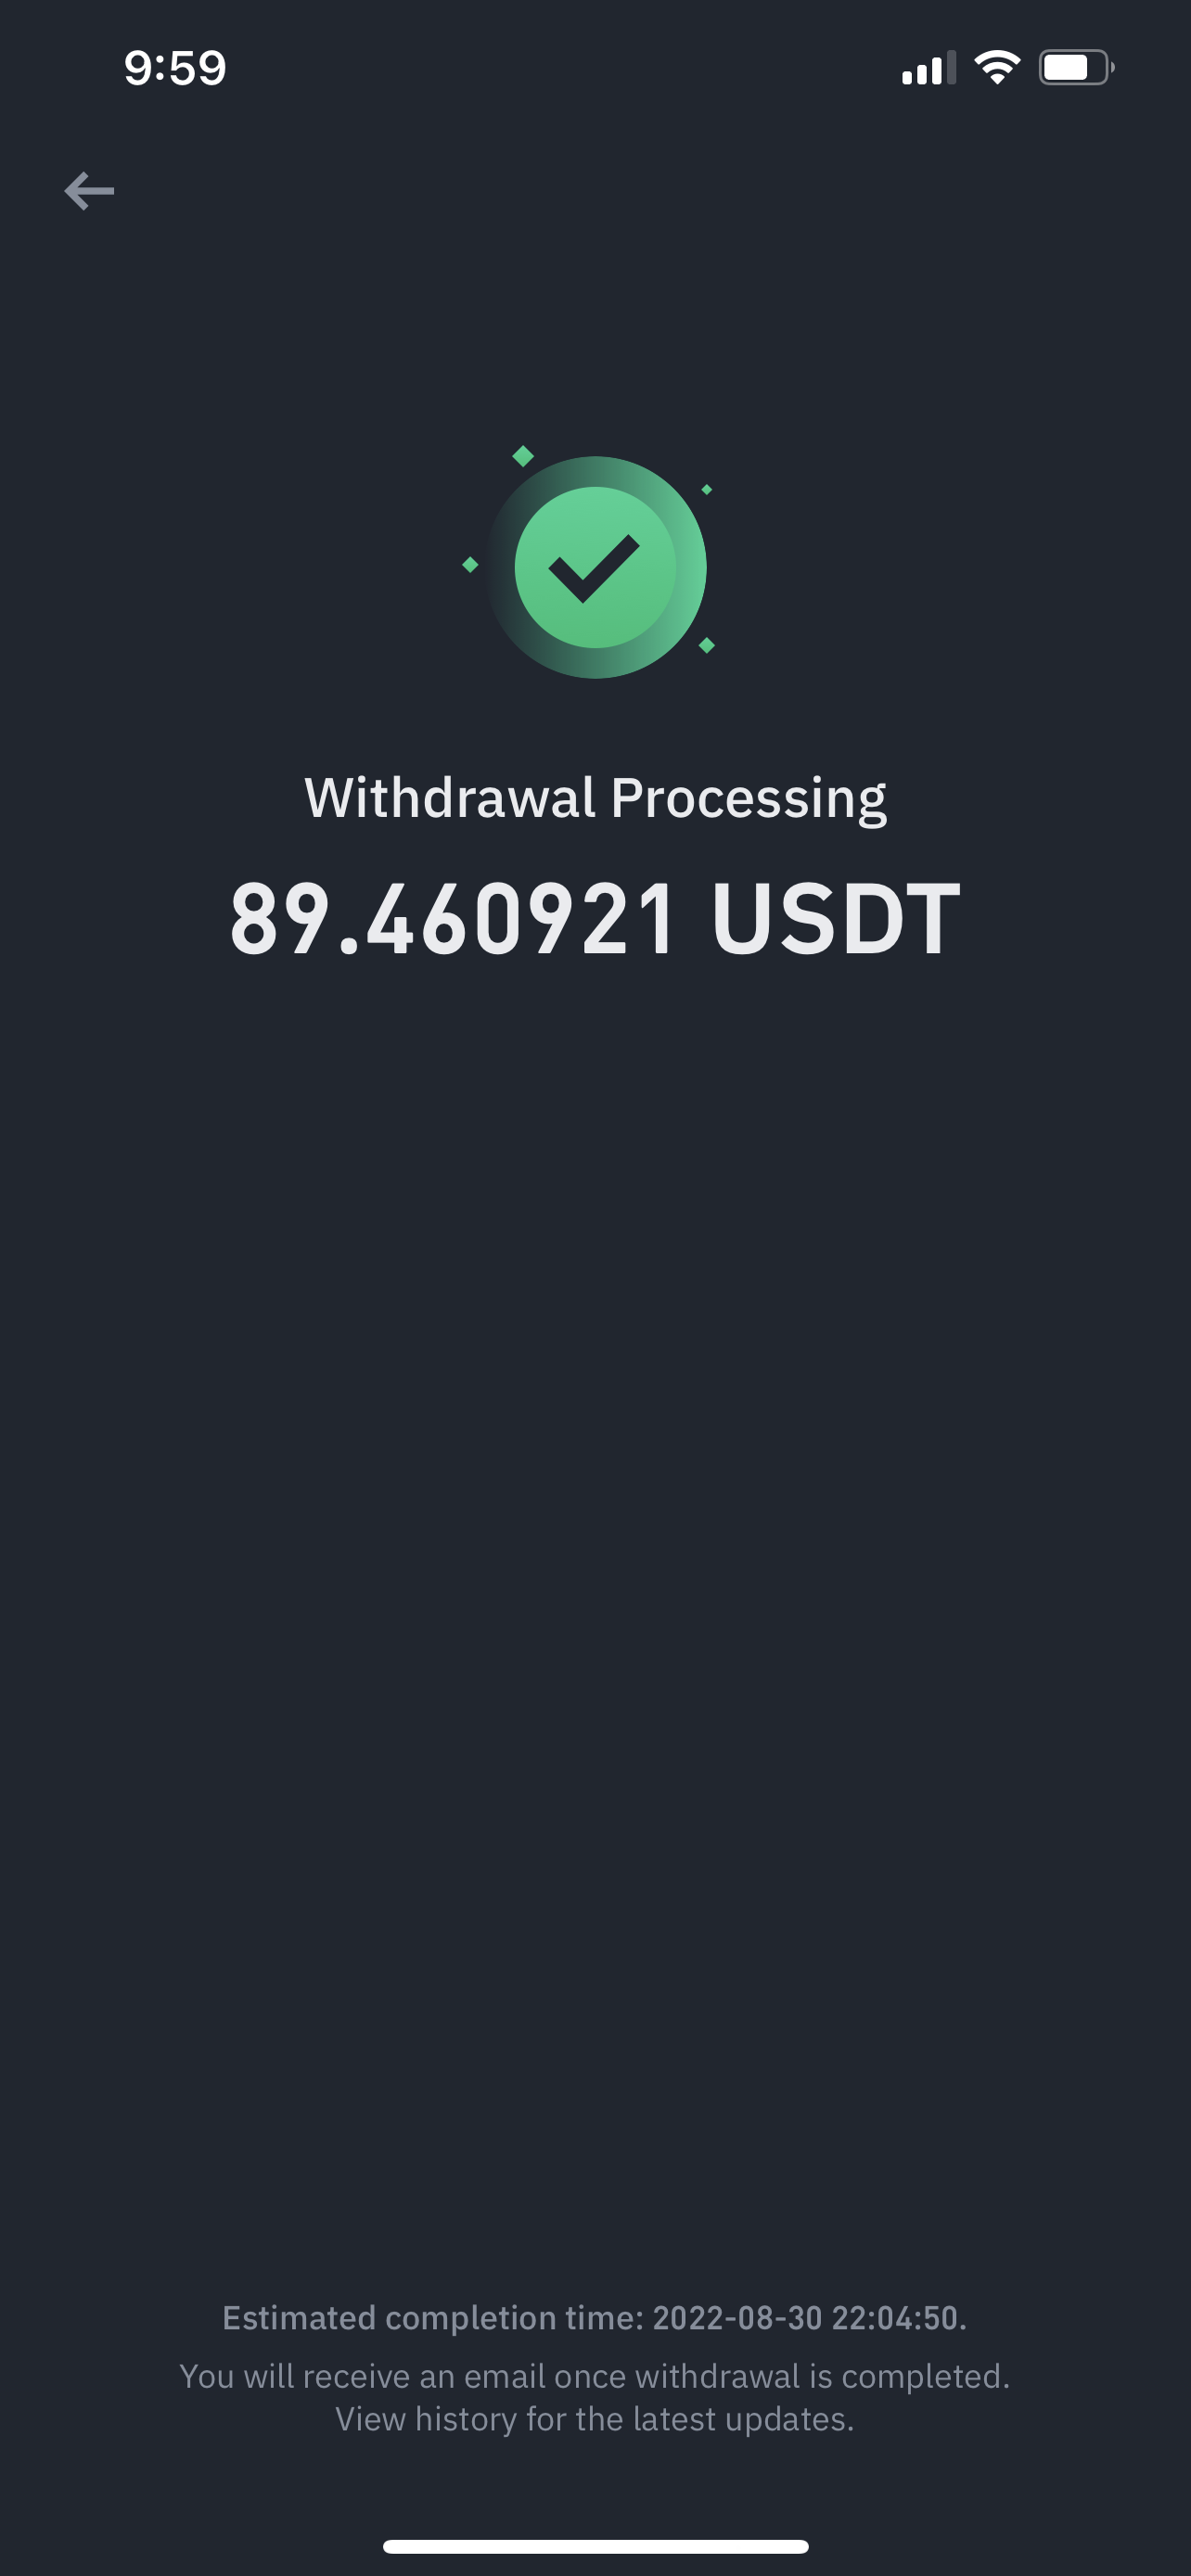 9:59
Withdrawal Processing
89.460921 USDT
Estimated completion time: 2022-08-30 22:04:50.
You will receive an email once withdrawal is completed.
View history for the latest updates.